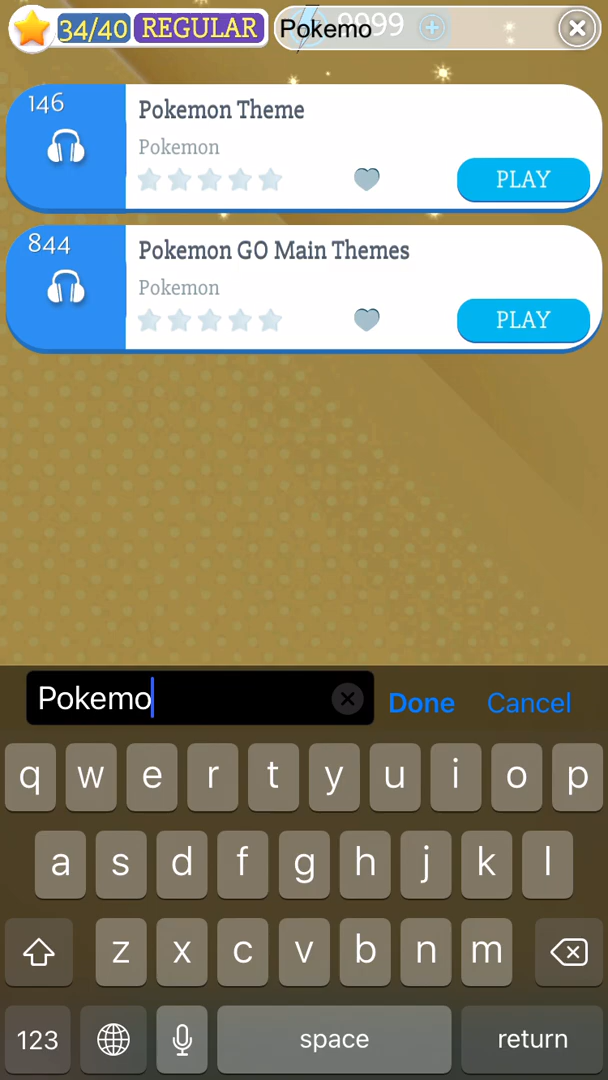 34/40 REGULAR Pokemo 9999
146
Pokemon Theme
Pokemon
PLAY
844
Pokemon GO Main Themes
Pokemon
PLAY
Pokemo Done Cancel
q w e r t y u i o p
a s d f g h j k l
z x c v b n m
123 space return